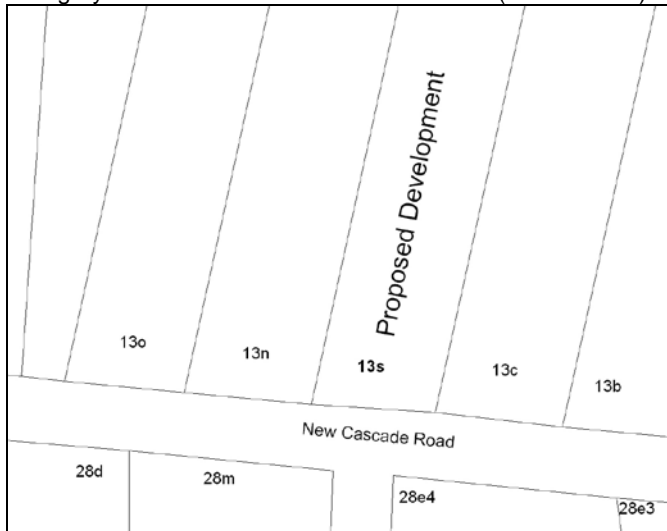 Proposed Development
13o
13n
13s
13c
13b
New Cascade Road
28d
28m
28e4
28e3